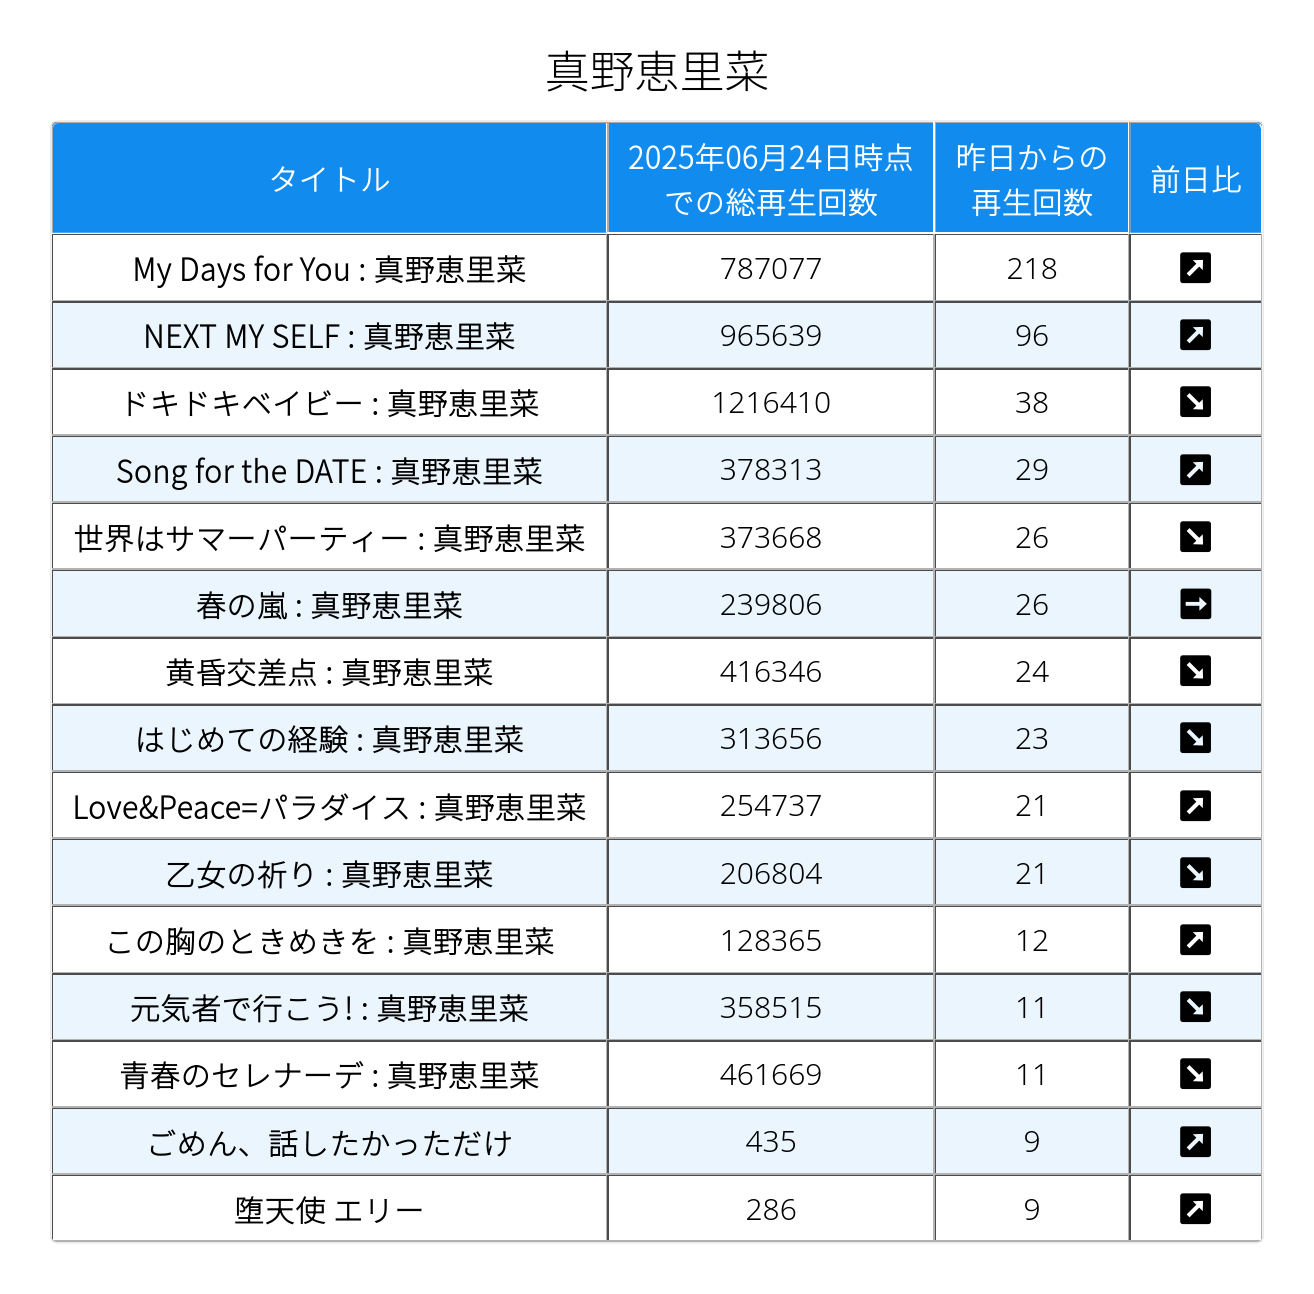 真野恵里菜
タイトル
2025年06月24日時点
での総再生回数
昨日からの
再生回数
前日比
My Days for You : 真野恵里菜 787077 218
NEXT MY SELF : 真野恵里菜 965639 96
ドキドキベイビー : 真野恵里菜 1216410 38
Song for the DATE : 真野恵里菜 378313 29
世界はサマーパーティー : 真野恵里菜 373668 26
春の嵐 : 真野恵里菜 239806 26
黄昏交差点 : 真野恵里菜 416346 24
はじめての経験 : 真野恵里菜 313656 23
Love&Peace=パラダイス : 真野恵里菜 254737 21
乙女の祈り : 真野恵里菜 206804 21
この胸のときめきを : 真野恵里菜 128365 12
元気者で行こう! : 真野恵里菜 358515 11
青春のセレナーデ : 真野恵里菜 461669 11
ごめん、話したかっただけ 435 9
堕天使 エリー 286 9